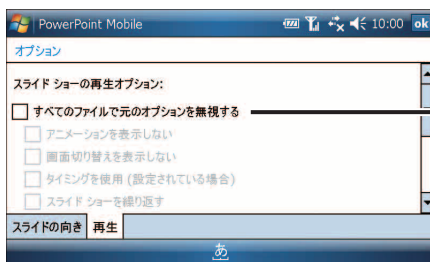 PowerPoint Mobile 10:00 ok
オプション
スライド ショーの再生オプション:
すべてのファイルで元のオプションを無視する
アニメーションを表示しない
画面切り替えを表示しない
タイミングを使用 (設定されている場合)
スライド ショーを繰り返す
スライドの向き 再生
あ